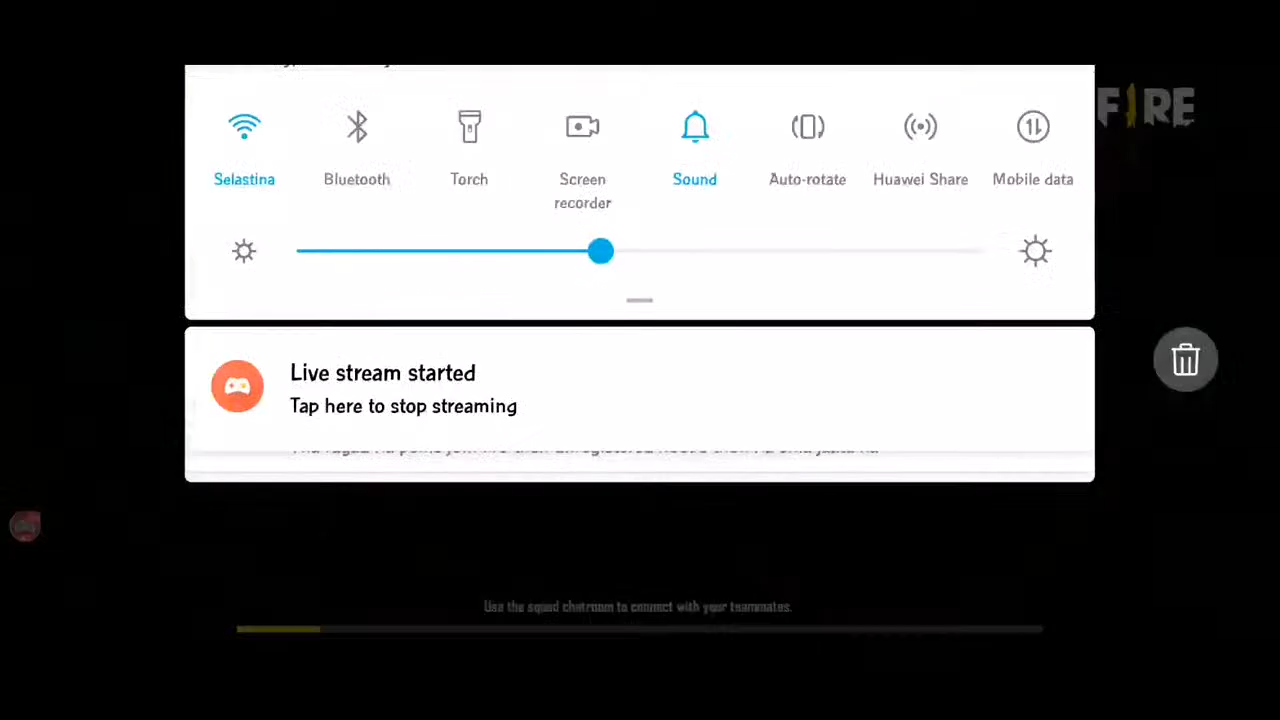 FIRE
Selastina
Bluetooth
Torch
Screen
recorder
Sound
Auto-rotate
Huawei Share
Mobile data
Live stream started
Tap here to stop streaming
Use the squad chatroom to connect with your teammates.